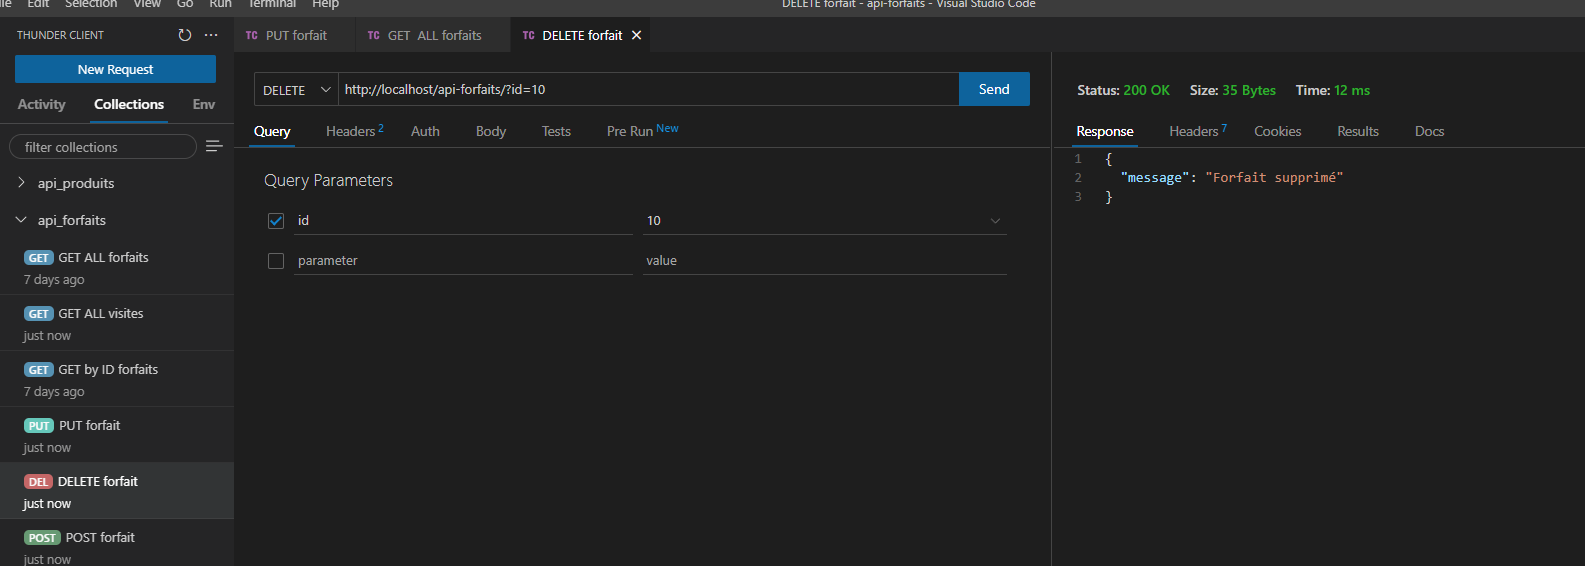 Edit Selection View Go Run Terminal Help
DELETE forfait - api-forfaits - Visual Studio Code
THUNDER CLIENT
New Request
Activity Collections Env
filter collections
api_produits
api_forfaits
GET GET ALL forfaits
7 days ago
GET GET ALL visites
just now
GET GET by ID forfaits
7 days ago
PUT PUT forfait
just now
DEL DELETE forfait
just now
POST POST forfait
just now
TC PUT forfait
TC GET ALL forfaits
TC DELETE forfait
DELETE http://localhost/api-forfaits/?id=10 Send
Query Headers 2 Auth Body Tests Pre Run New
Query Parameters
id 10
parameter value
Status: 200 OK Size: 35 Bytes Time: 12 ms
Response Headers 7 Cookies Results Docs
1 {
2 "message": "Forfait supprimé"
3 }